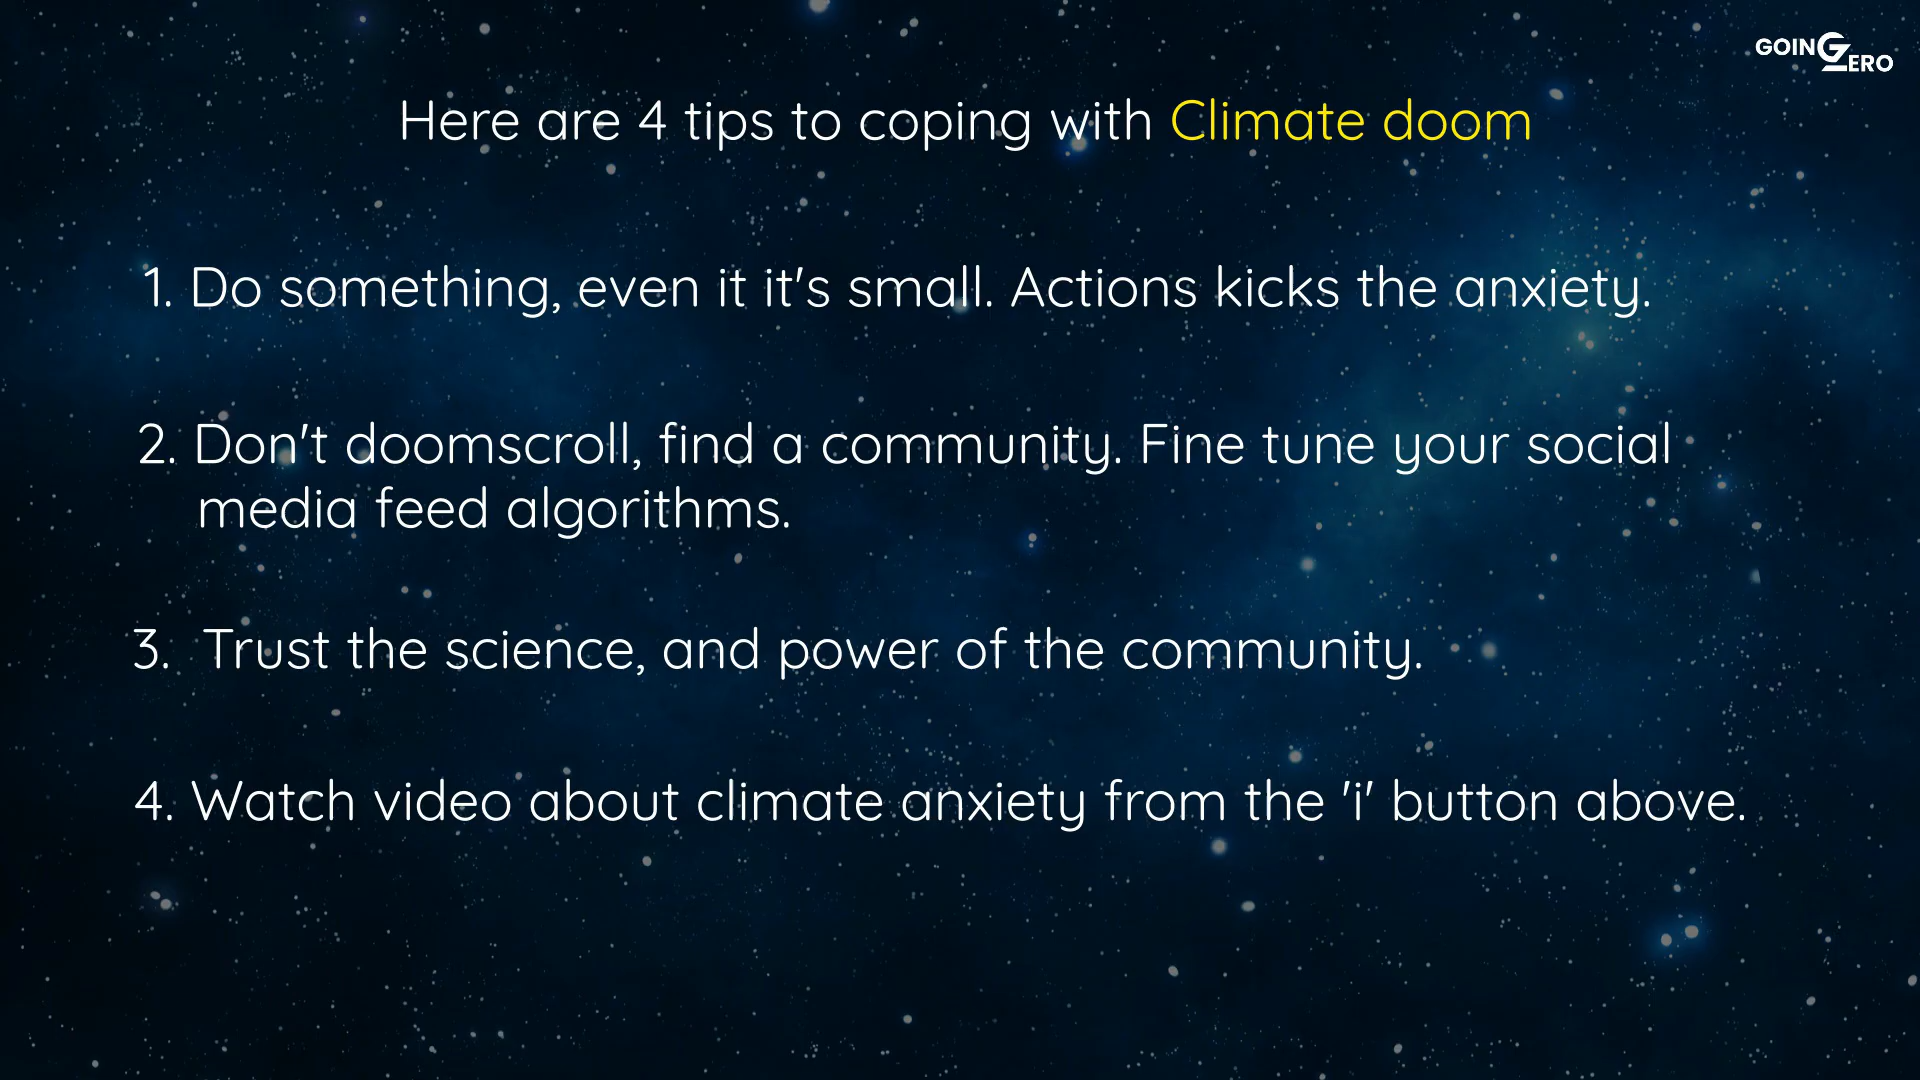 GOING ZERO
Here are 4 tips to coping with Climate doom
1. Do something, even it it's small. Actions kicks the anxiety.
2. Don't doomscroll, find a community. Fine tune your social
media feed algorithms.
3. Trust the science, and power of the community.
4. Watch video about climate anxiety from the 'i' button above.